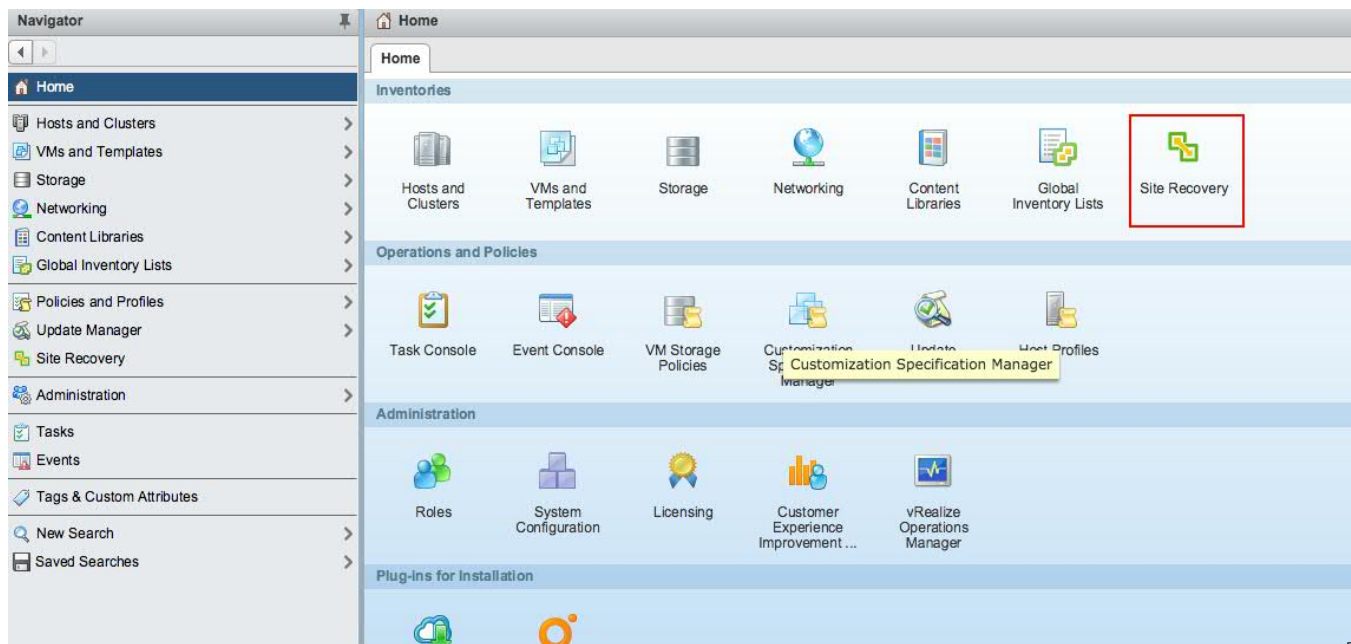 Navigator
Home
Hosts and Clusters
VMs and Templates
Storage
Networking
Content Libraries
Global Inventory Lists
Policies and Profiles
Update Manager
Site Recovery
Administration
Tasks
Events
Tags & Custom Attributes
New Search
Saved Searches
Home
Home
Inventories
Hosts and
Clusters
VMs and
Templates
Storage
Networking
Content
Libraries
Global
Inventory Lists
Site Recovery
Operations and Policies
Task Console
Event Console
VM Storage
Policies
Customization
Manager
Update
Host Profiles
Customization Specification Manager
Administration
Roles
System
Configuration
Licensing
Customer
Experience
Improvement ...
vRealize
Operations
Manager
Plug-ins for Installation